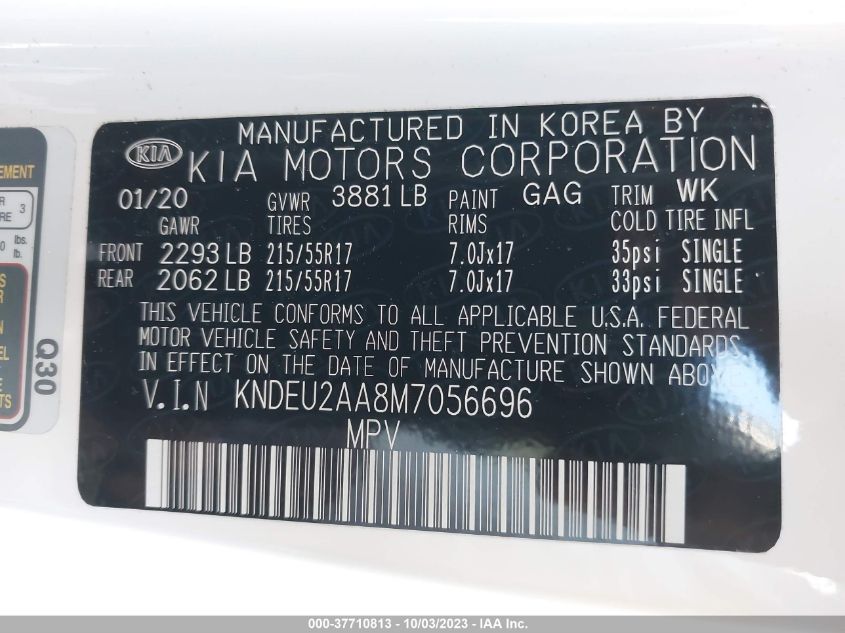 MANUFACTURED IN KOREA BY
KIA KIA MOTORS CORPORATION
01/20 GVWR 3881 LB PAINT GAG TRIM WK
GAWR TIRES RIMS COLD TIRE INFL
FRONT 2293 LB 215/55R17 7.0Jx17 35psi SINGLE
REAR 2062 LB 215/55R17 7.0Jx17 33psi SINGLE
THIS VEHICLE CONFORMS TO ALL APPLICABLE U.S.A. FEDERAL
MOTOR VEHICLE SAFETY AND THEFT PREVENTION STANDARDS
IN EFFECT ON THE DATE OF MANUFACTURE SHOWN ABOVE.
V.I.N KNDEU2AA8M7056696
MPV
3
lbs.
lb.
Q30
000-37710813 - 10/03/2023 - IAA Inc.